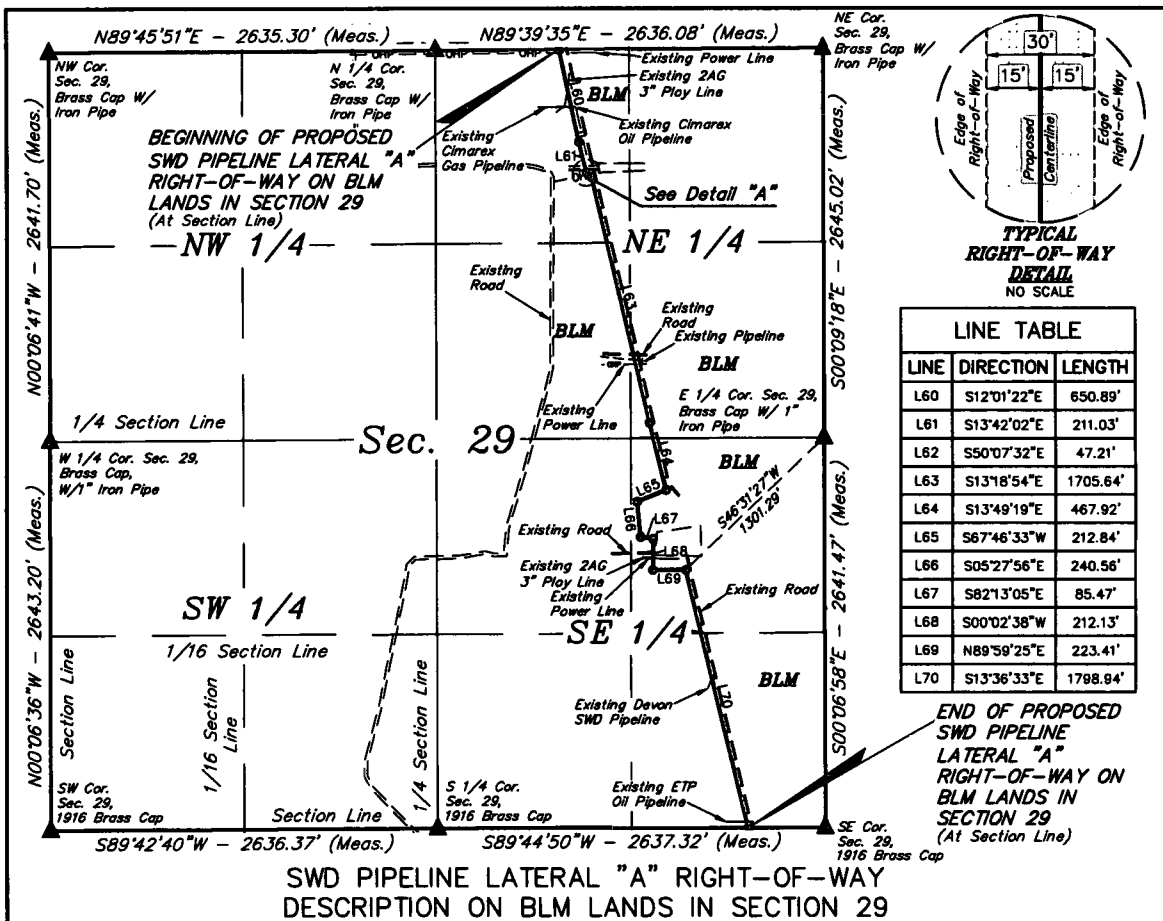 N89°45'51"E - 2635.30' (Meas.)
N89°39'35"E - 2636.08' (Meas.)
NW Cor.
Sec. 29,
Brass Cap W/
Iron Pipe
N 1/4 Cor.
Sec. 29,
Brass Cap W/
Iron Pipe
NE Cor.
Sec. 29,
Brass Cap W/
Iron Pipe
OHP
OHP
Existing Power Line
Existing 2AG
3" Ploy Line
L60
BLM
Existing Cimarex
Oil Pipeline
Existing
Cimarex
Gas Pipeline
L61
See Detail "A"
BEGINNING OF PROPOSED
SWD PIPELINE LATERAL "A"
RIGHT-OF-WAY ON BLM
LANDS IN SECTION 29
(At Section Line)
N00°06'41"W - 2641.70' (Meas.)
S00°09'18"E - 2645.02' (Meas.)
NW 1/4
NE 1/4
Existing
Road
BLM
L63
Existing
Road
Existing Pipeline
OHP
BLM
Existing
Power Line
E 1/4 Cor. Sec. 29,
Brass Cap W/ 1"
Iron Pipe
1/4 Section Line
Sec. 29
W 1/4 Cor. Sec. 29,
Brass Cap,
W/1" Iron Pipe
L64
BLM
L65
S46°31'27"W
1301.29'
L66
L67
Existing Road
L68
Existing 2AG
3" Ploy Line
L69
Existing
Power Line
Existing Road
N00°06'36"W - 2643.20' (Meas.)
S00°06'58"E - 2641.47' (Meas.)
SW 1/4
SE 1/4
1/16 Section Line
Section Line
1/16 Section
Line
1/4 Section Line
BLM
Existing Devon
SWD Pipeline
L70
SW Cor.
Sec. 29,
1916 Brass Cap
Section Line
S 1/4 Cor.
Sec. 29,
1916 Brass Cap
Existing ETP
Oil Pipeline
SE Cor.
Sec. 29,
1916 Brass Cap
S89°42'40"W - 2636.37' (Meas.)
S89°44'50"W - 2637.32' (Meas.)
30'
15' 15'
Edge of
Right-of-Way
Proposed
Centerline
Edge of
Right-of-Way
TYPICAL
RIGHT-OF-WAY
DETAIL
NO SCALE
LINE TABLE
LINE DIRECTION LENGTH
L60 S12°01'22"E 650.89'
L61 S13°42'02"E 211.03'
L62 S50°07'32"E 47.21'
L63 S13°18'54"E 1705.64'
L64 S13°49'19"E 467.92'
L65 S67°46'33"W 212.84'
L66 S05°27'56"E 240.56'
L67 S82°13'05"E 85.47'
L68 S00°02'38"W 212.13'
L69 N89°59'25"E 223.41'
L70 S13°36'33"E 1798.94'
END OF PROPOSED
SWD PIPELINE
LATERAL "A"
RIGHT-OF-WAY ON
BLM LANDS IN
SECTION 29
(At Section Line)
SWD PIPELINE LATERAL "A" RIGHT-OF-WAY
DESCRIPTION ON BLM LANDS IN SECTION 29